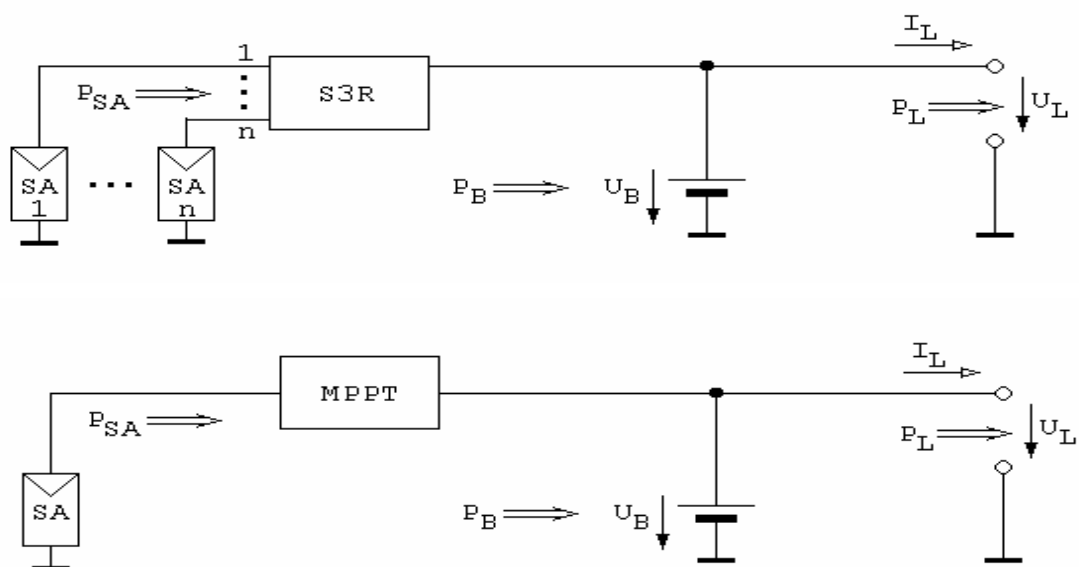 I_L
1
P_SA
S3R
P_L
U_L
n
SA 1
...
SA n
P_B
U_B
I_L
MPPT
P_SA
P_L
U_L
SA
P_B
U_B